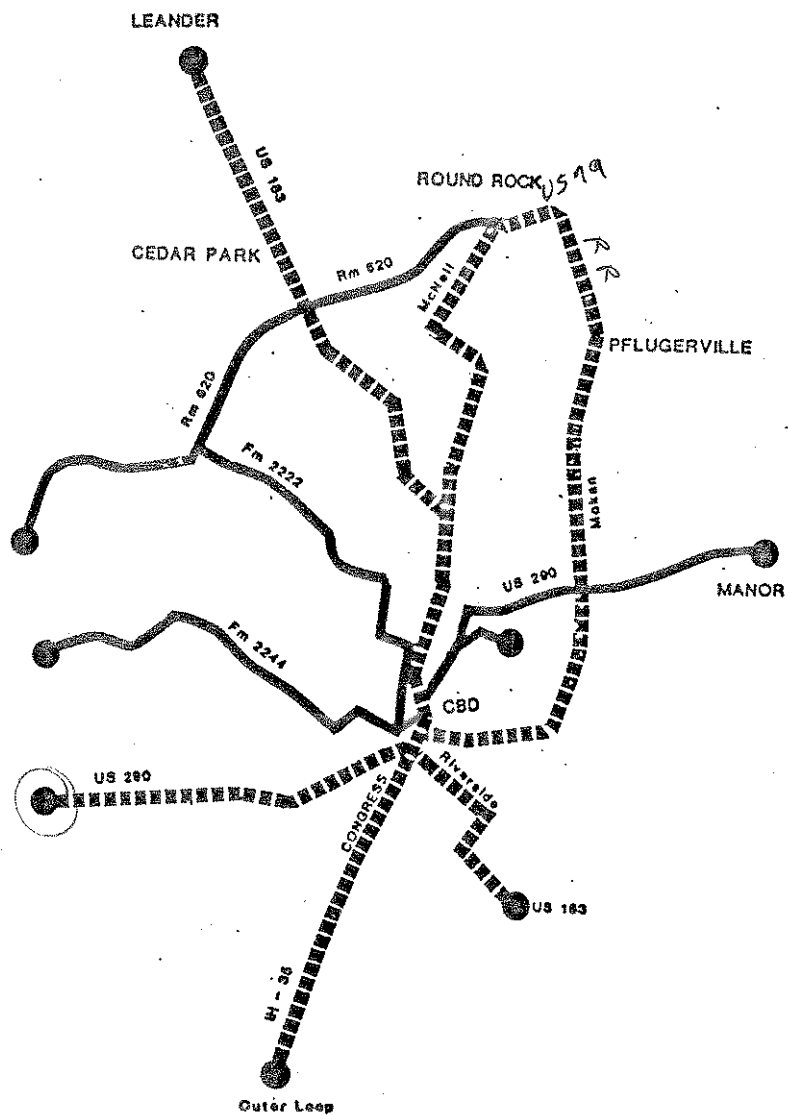 LEANDER
US 183
ROUND ROCK
US 79
CEDAR PARK
Rm 620
McNeil
RR
PFLUGERVILLE
Rm 620
Fm 2222
Mokan
US 290
MANOR
Fm 2244
CBD
US 290
CONGRESS
Riverside
US 183
IH - 35
Outer Loop